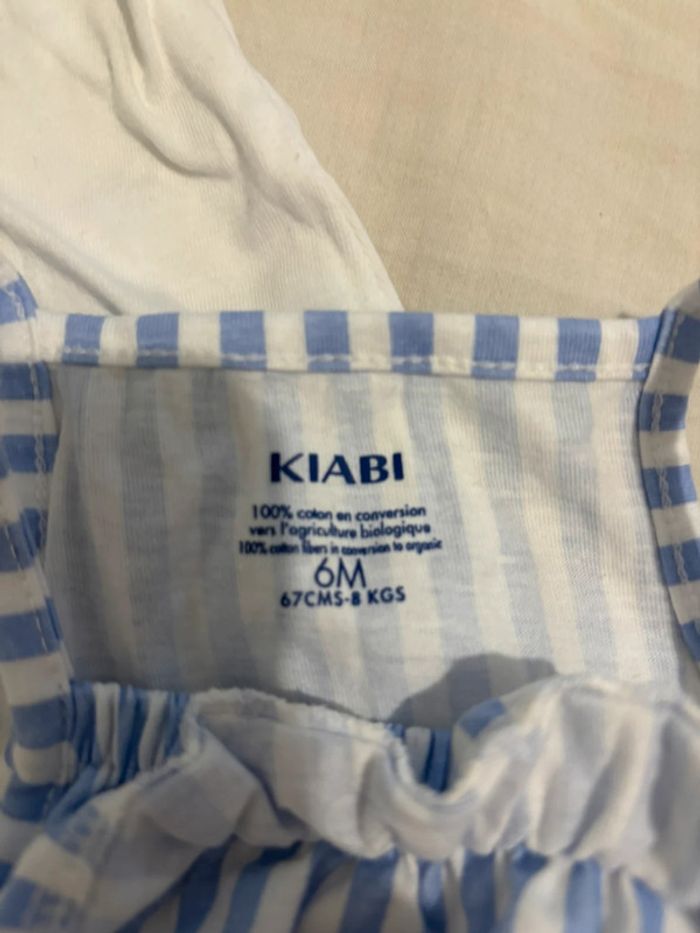 KIABI
100% coton en conversion
vers l'agriculture biologique
100% cotton fibers in conversion to organic
6M
67CMS-8 KGS